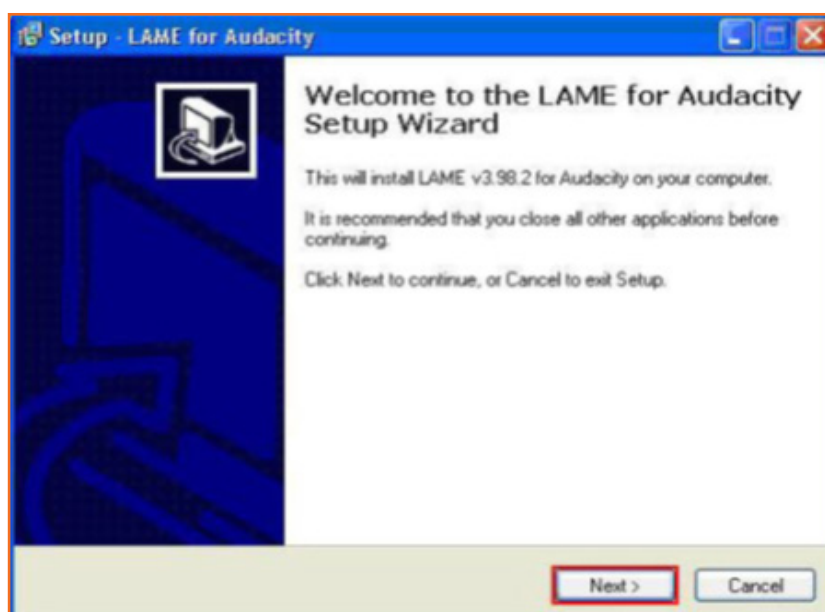 Setup - LAME for Audacity
Welcome to the LAME for Audacity
Setup Wizard
This will install LAME v3.98.2 for Audacity on your computer.
It is recommended that you close all other applications before
continuing.
Click Next to continue, or Cancel to exit Setup.
Next >
Cancel